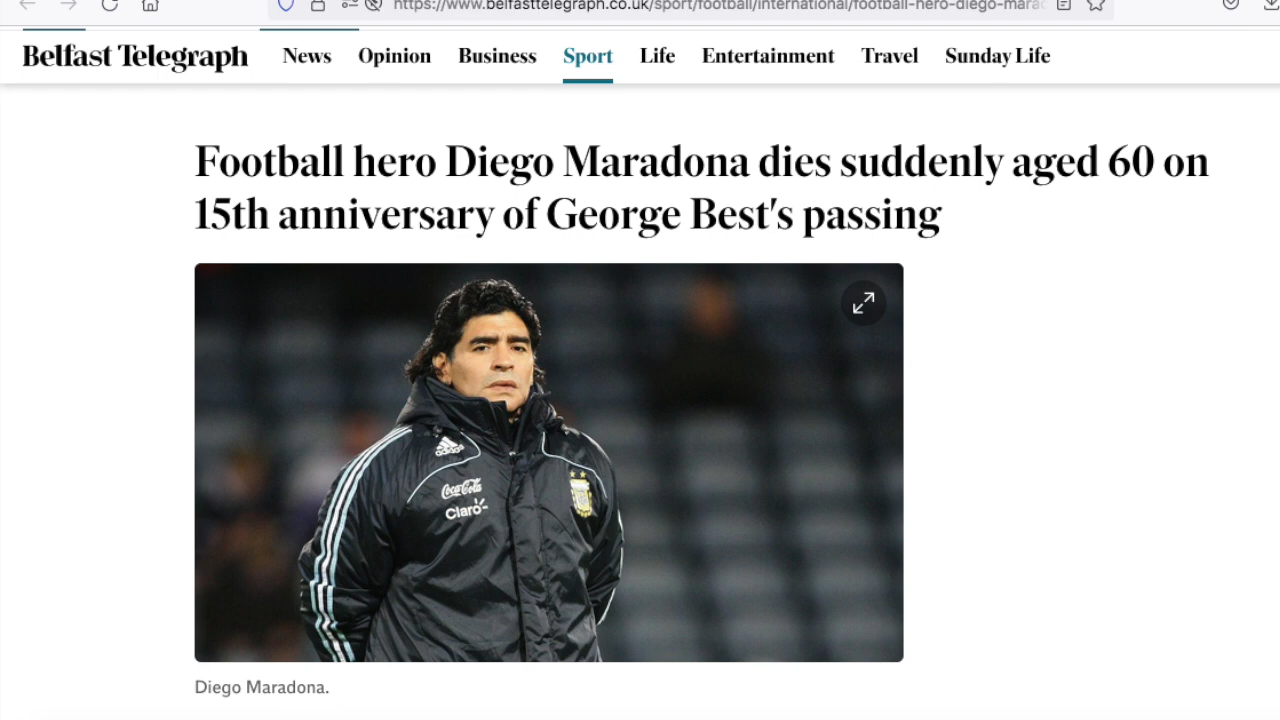 https://www.belfasttelegraph.co.uk/sport/football/international/football-hero-diego-marac
Belfast Telegraph
News Opinion Business Sport Life Entertainment Travel Sunday Life
Football hero Diego Maradona dies suddenly aged 60 on
15th anniversary of George Best's passing
adidas
Coca-Cola
Claro
Diego Maradona.